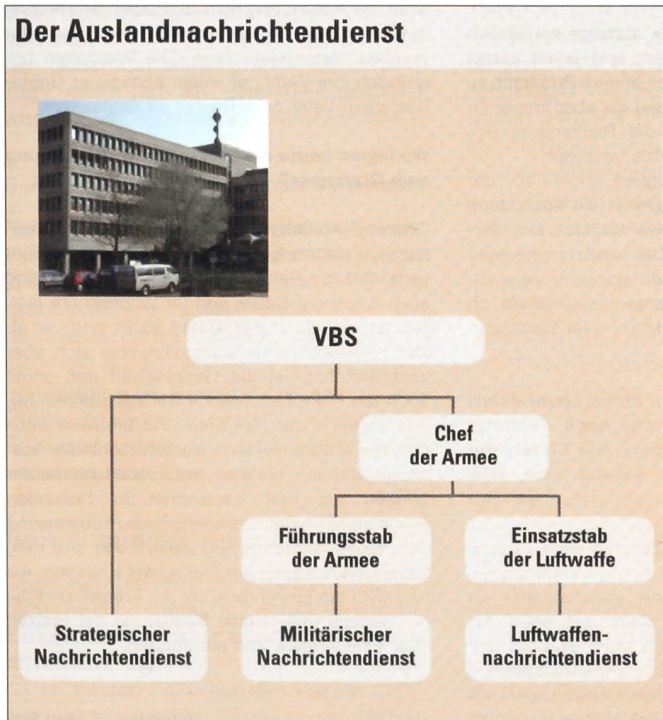 Der Auslandnachrichtendienst
VBS
Chef
der Armee
Führungsstab
der Armee
Einsatzstab
der Luftwaffe
Strategischer
Nachrichtendienst
Militärischer
Nachrichtendienst
Luftwaffen-
nachrichtendienst